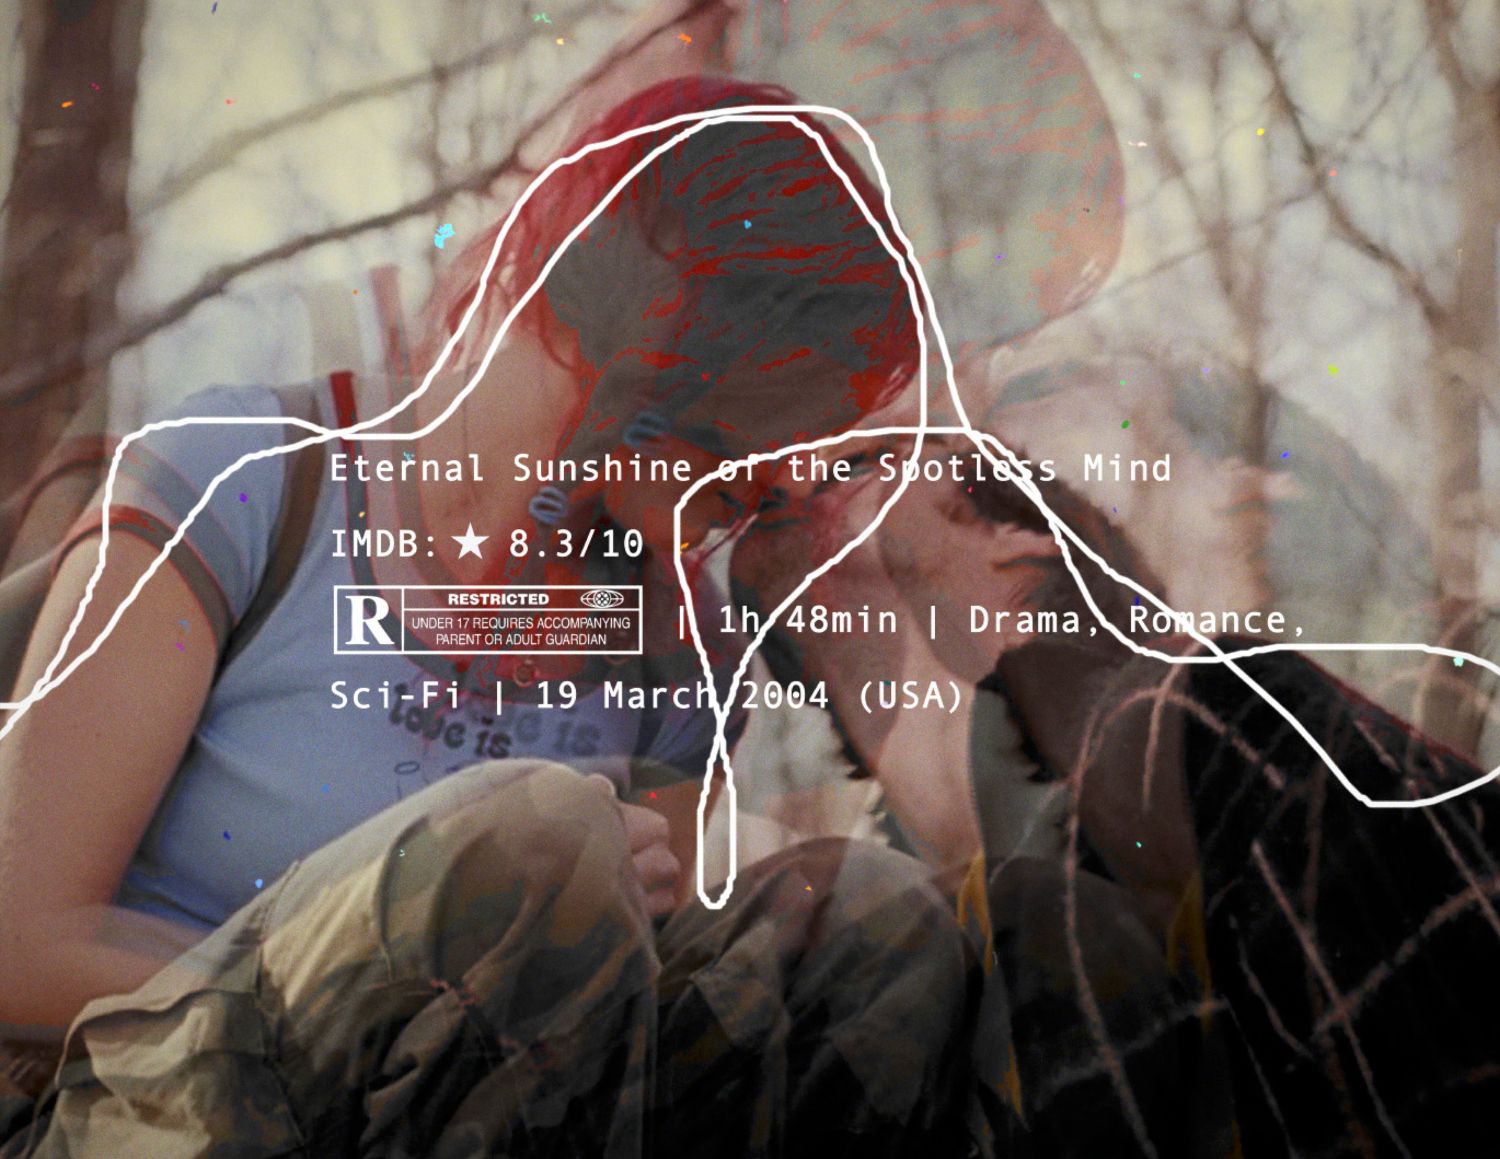 Eternal Sunshine of the Spotless Mind
IMDB: ★ 8.3/10
R RESTRICTED
UNDER 17 REQUIRES ACCOMPANYING
PARENT OR ADULT GUARDIAN
| 1h 48min | Drama, Romance,
Sci-Fi | 19 March 2004 (USA)
love is